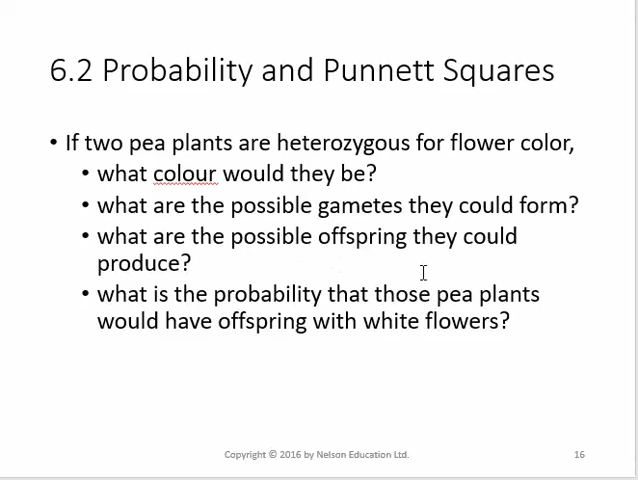 6.2 Probability and Punnett Squares
• If two pea plants are heterozygous for flower color,
• what colour would they be?
• what are the possible gametes they could form?
• what are the possible offspring they could
produce?
• what is the probability that those pea plants
would have offspring with white flowers?
Copyright © 2016 by Nelson Education Ltd.
16